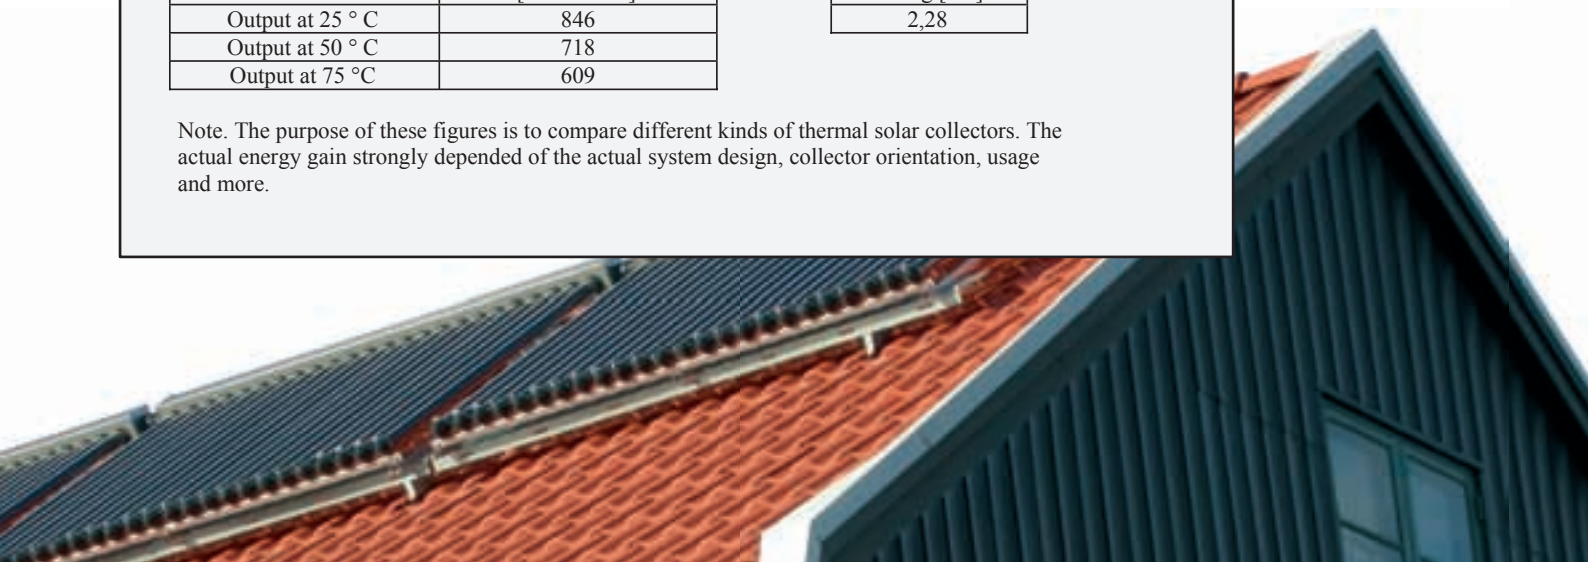 Output at 25 ° C 846 2,28
Output at 50 ° C 718
Output at 75 °C 609
Note. The purpose of these figures is to compare different kinds of thermal solar collectors. The
actual energy gain strongly depended of the actual system design, collector orientation, usage
and more.